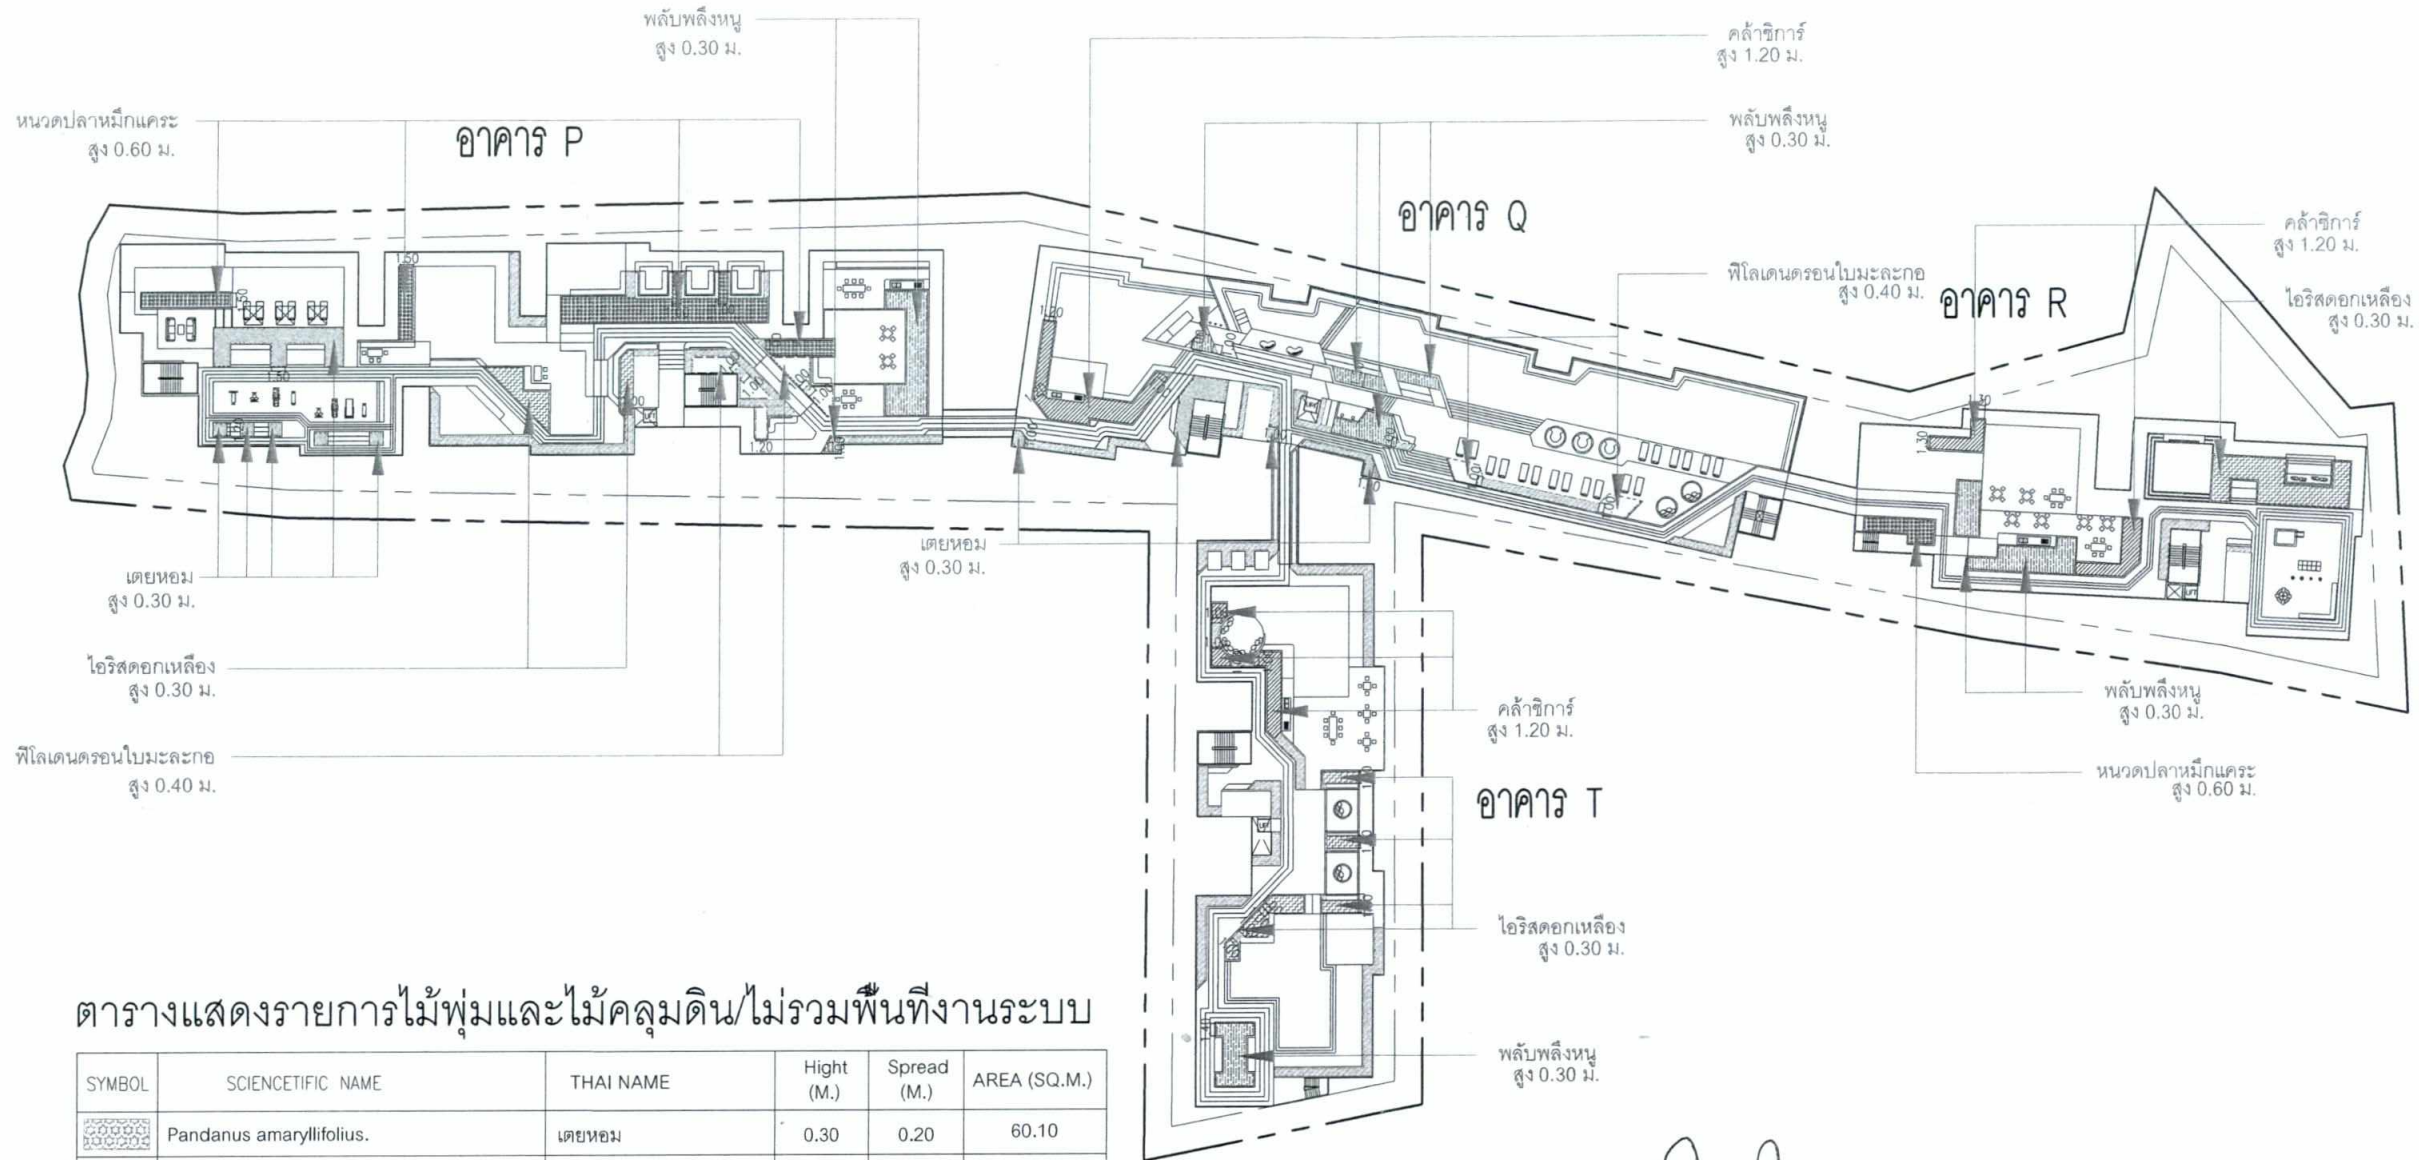 พลับพลึงหนู
สูง 0.30 ม.
คล้าซิการ์
สูง 1.20 ม.
หนวดปลาหมึกแคระ
สูง 0.60 ม.
อาคาร P
พลับพลึงหนู
สูง 0.30 ม.
อาคาร Q
คล้าซิการ์
สูง 1.20 ม.
ฟิโลเดนดรอนใบมะละกอ
สูง 0.40 ม.
อาคาร R
ไอริสดอกเหลือง
สูง 0.30 ม.
1.50
1.50
1.20
1.20
1.30
เตยหอม
สูง 0.30 ม.
เตยหอม
สูง 0.30 ม.
ไอริสดอกเหลือง
สูง 0.30 ม.
พลับพลึงหนู
สูง 0.30 ม.
คล้าซิการ์
สูง 1.20 ม.
ฟิโลเดนดรอนใบมะละกอ
สูง 0.40 ม.
หนวดปลาหมึกแคระ
สูง 0.60 ม.
อาคาร T
ไอริสดอกเหลือง
สูง 0.30 ม.
พลับพลึงหนู
สูง 0.30 ม.
ตารางแสดงรายการไม้พุ่มและไม้คลุมดิน/ไม่รวมพื้นที่งานระบบ
SYMBOL SCIENCETIFIC NAME THAI NAME Hight (M.) Spread (M.) AREA (SQ.M.)
Pandanus amaryllifolius. เตยหอม 0.30 0.20 60.10